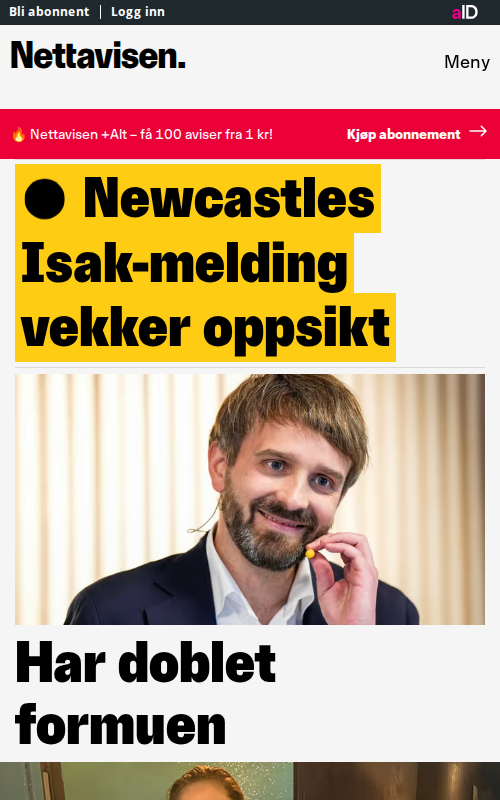 Bli abonnent | Logg inn
aID
Nettavisen.
Meny
🔥 Nettavisen +Alt – få 100 aviser fra 1 kr!
Kjøp abonnement →
● Newcastles
Isak-melding
vekker oppsikt
Har doblet
formuen